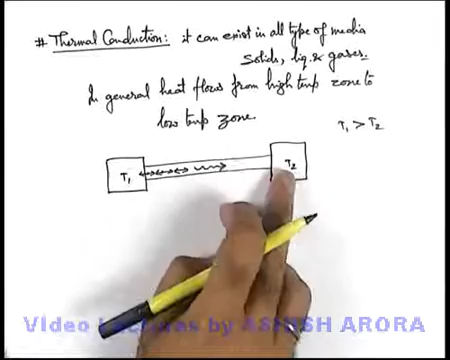 # Thermal Conduction: it can exist in all type of media
Solids, liq. & gases.
In general heat flows from high temp zone to
low temp zone.
T₁ > T₂
T₁
T₂
Video Lectures by ASHISH ARORA